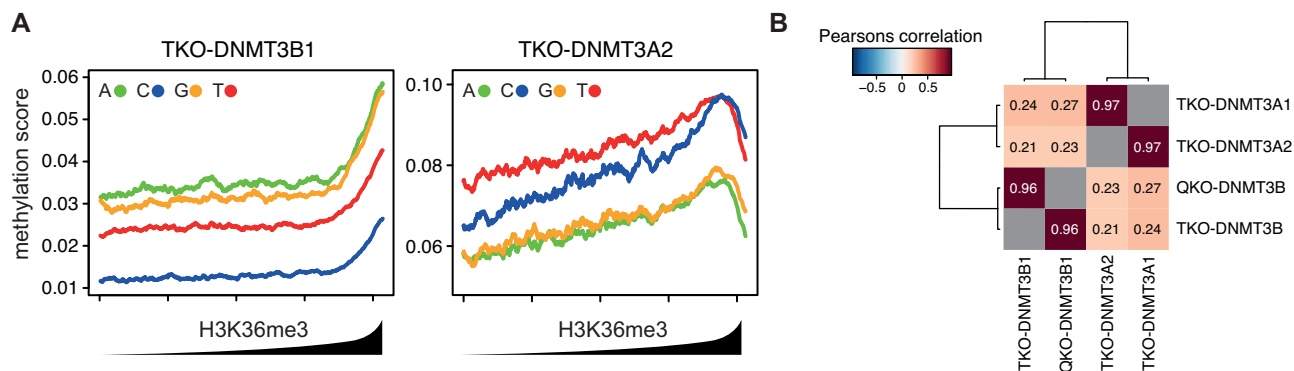 A
TKO-DNMT3B1
TKO-DNMT3A2
methylation score
0.06
0.05
0.04
0.03
0.02
0.01
A C G T
0.10
0.08
0.06
A C G T
H3K36me3
H3K36me3
B
Pearsons correlation
−0.5 0 0.5
0.24 0.27 0.97 TKO-DNMT3A1
0.21 0.23 0.97 TKO-DNMT3A2
0.96 0.23 0.27 QKO-DNMT3B
0.96 0.21 0.24 TKO-DNMT3B
TKO-DNMT3B1
QKO-DNMT3B1
TKO-DNMT3A2
TKO-DNMT3A1